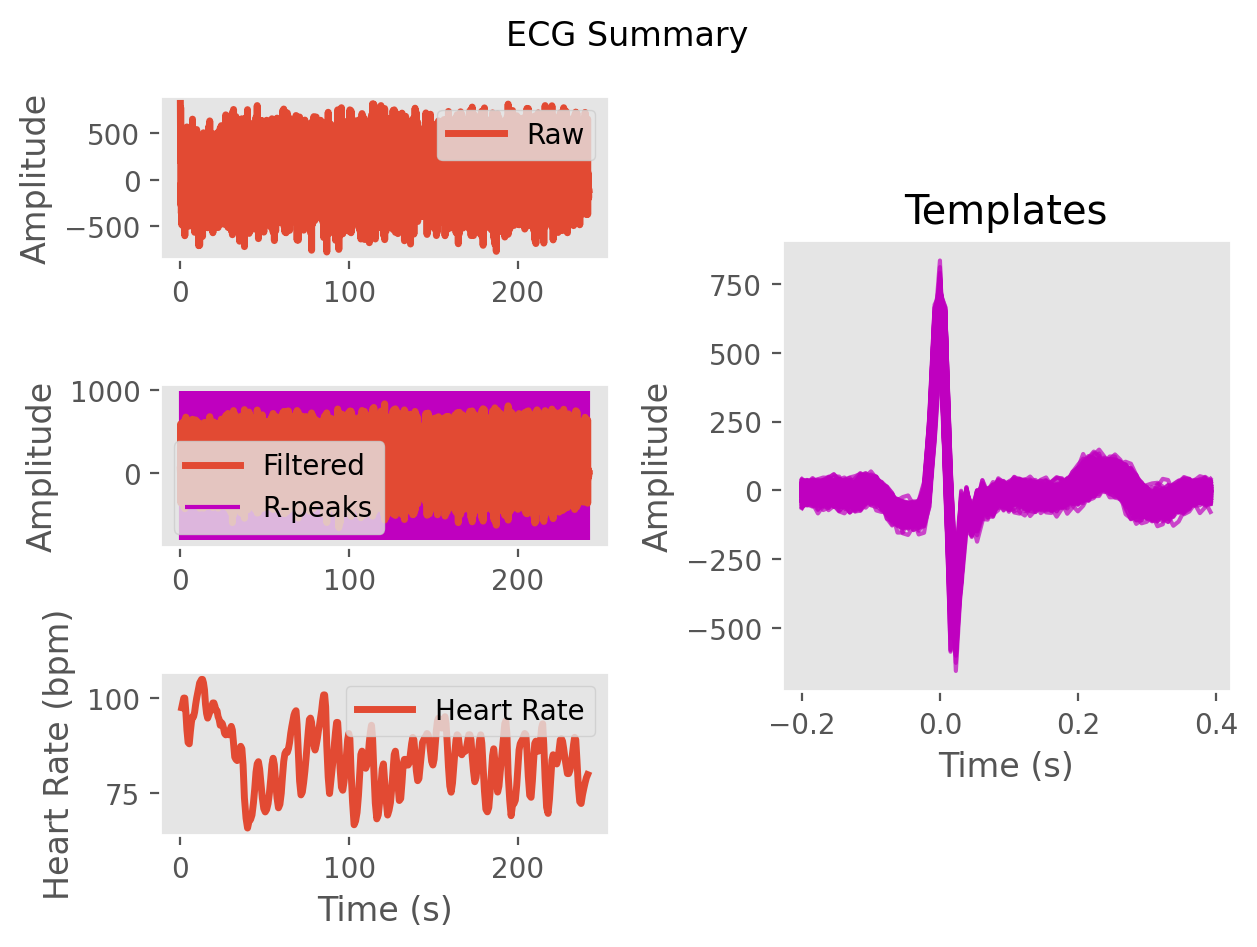 ECG Summary
Amplitude
500
0
−500
Raw
0 100 200
Amplitude
1000
0
Filtered
R-peaks
0 100 200
Heart Rate (bpm)
100
75
Heart Rate
0 100 200
Time (s)
Templates
Amplitude
750
500
250
0
−250
−500
−0.2 0.0 0.2 0.4
Time (s)